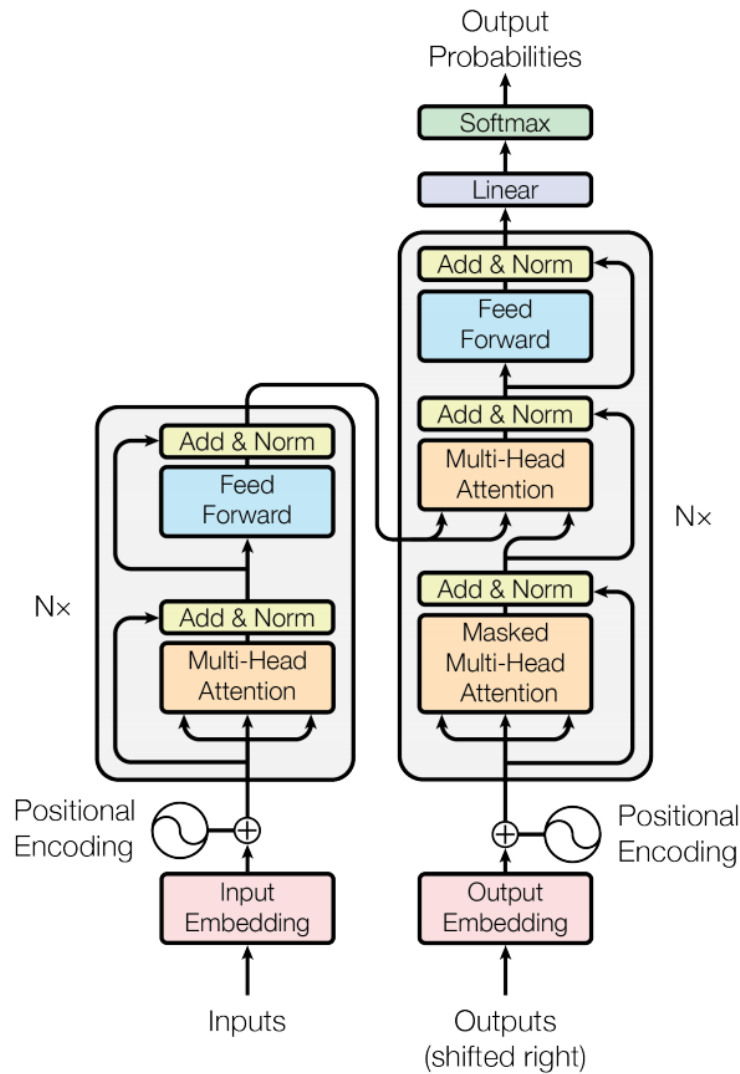 Output
Probabilities
Softmax
Linear
Add & Norm
Feed
Forward
Add & Norm
Multi-Head
Attention
Nx
Add & Norm
Masked
Multi-Head
Attention
Add & Norm
Feed
Forward
Nx
Add & Norm
Multi-Head
Attention
Positional
Encoding
Positional
Encoding
Input
Embedding
Output
Embedding
Inputs
Outputs
(shifted right)